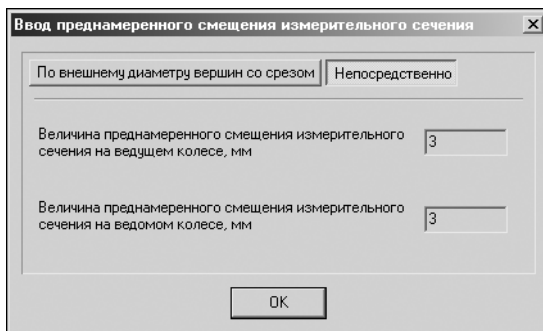 Ввод преднамеренного смещения измерительного сечения
По внешнему диаметру вершин со срезом Непосредственно
Величина преднамеренного смещения измерительного
сечения на ведущем колесе, мм
3
Величина преднамеренного смещения измерительного
сечения на ведомом колесе, мм
3
OK